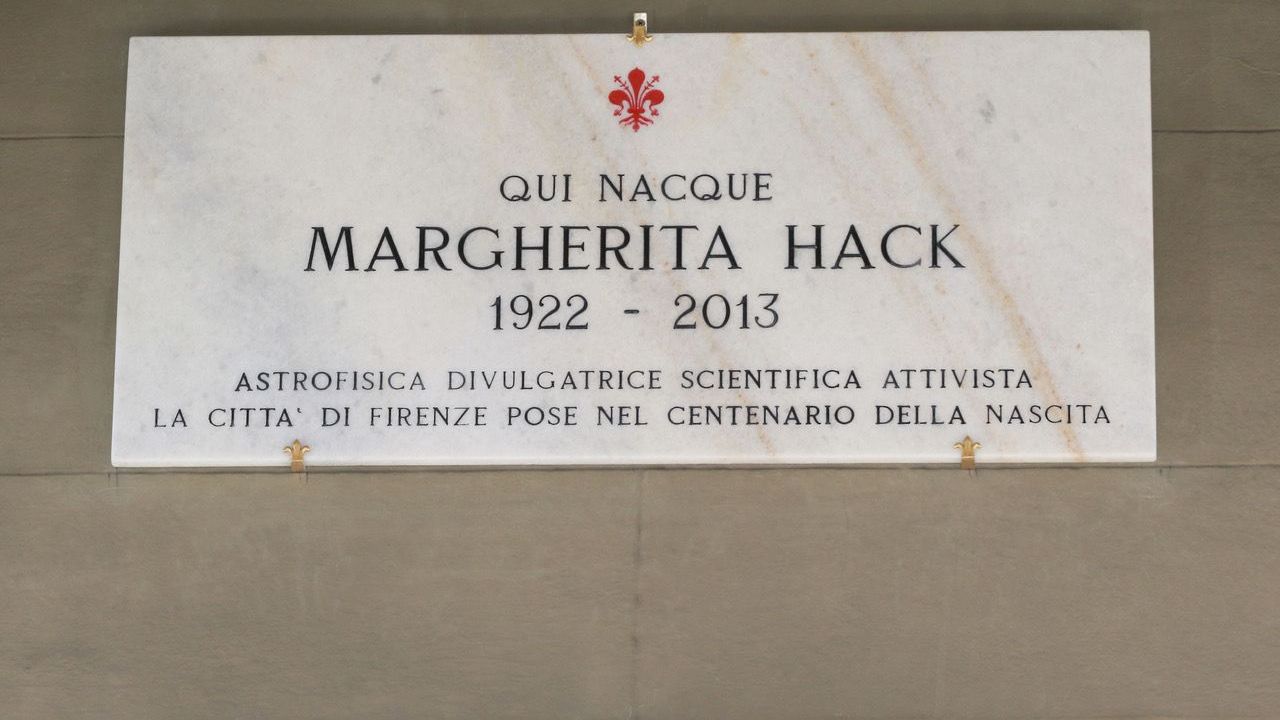 QUI NACQUE
MARGHERITA HACK
1922 - 2013
ASTROFISICA DIVULGATRICE SCIENTIFICA ATTIVISTA
LA CITTA‛ DI FIRENZE POSE NEL CENTENARIO DELLA NASCITA